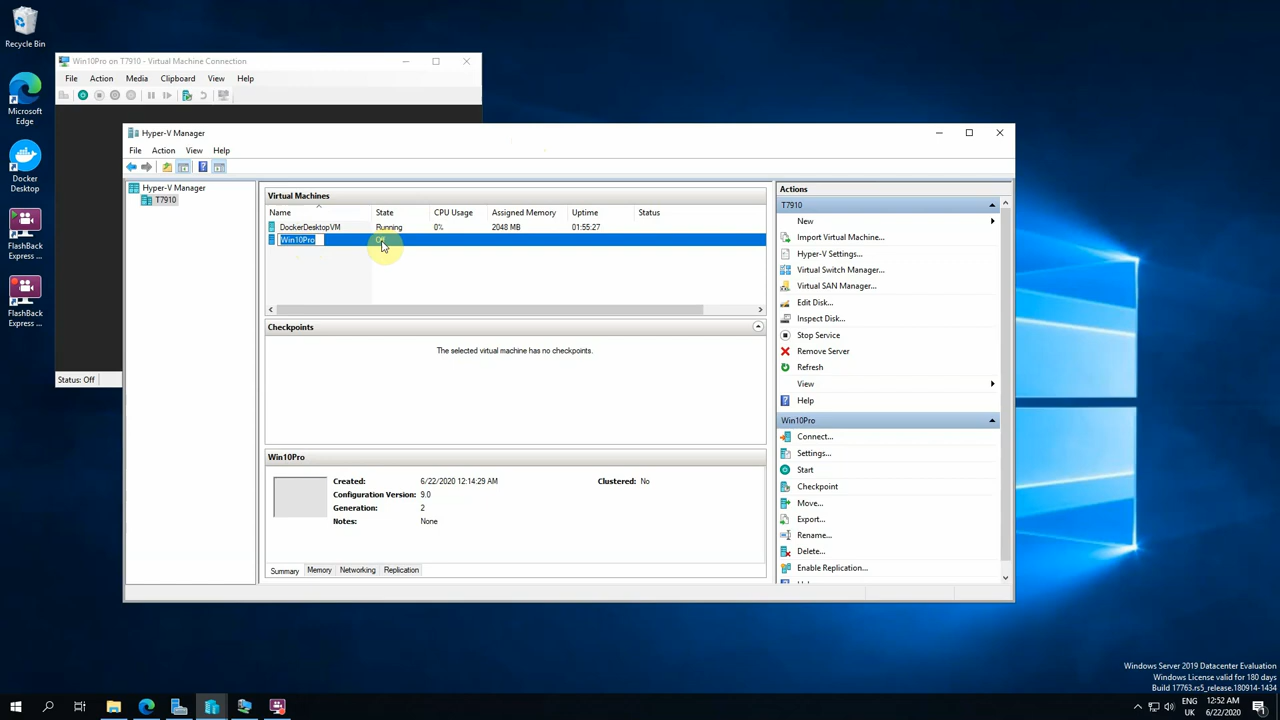 Recycle Bin
Microsoft
Edge
Docker
Desktop
FlashBack
Express ...
FlashBack
Express ...
Win10Pro on T7910 - Virtual Machine Connection
File Action Media Clipboard View Help
Status: Off
Hyper-V Manager
File Action View Help
Hyper-V Manager
T7910
Virtual Machines
Name State CPU Usage Assigned Memory Uptime Status
DockerDesktopVM Running 0% 2048 MB 01:55:27
Win10Pro Off
Checkpoints
The selected virtual machine has no checkpoints.
Win10Pro
Created: 6/22/2020 12:14:29 AM Clustered: No
Configuration Version: 9.0
Generation: 2
Notes: None
Summary Memory Networking Replication
Actions
T7910
New
Import Virtual Machine...
Hyper-V Settings...
Virtual Switch Manager...
Virtual SAN Manager...
Edit Disk...
Inspect Disk...
Stop Service
Remove Server
Refresh
View
Help
Win10Pro
Connect...
Settings...
Start
Checkpoint
Move...
Export...
Rename...
Delete...
Enable Replication...
Windows Server 2019 Datacenter Evaluation
Windows License valid for 180 days
Build 17763.rs5_release.180914-1434
ENG 12:52 AM
UK 6/22/2020